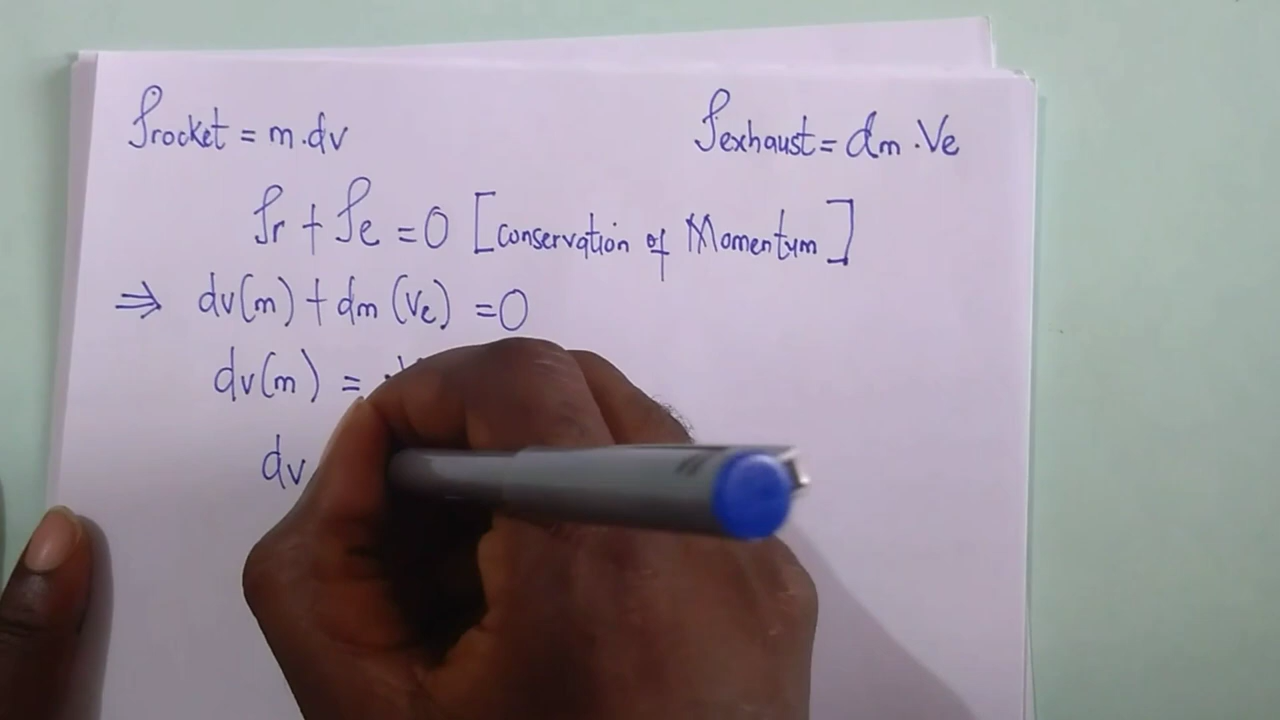 Procket = m.dv
Pexhaust = dm.Ve
Pr + Pe = 0 [conservation of Momentum]
⇒ dv(m) + dm(Ve) = 0
dv(m) =
dv